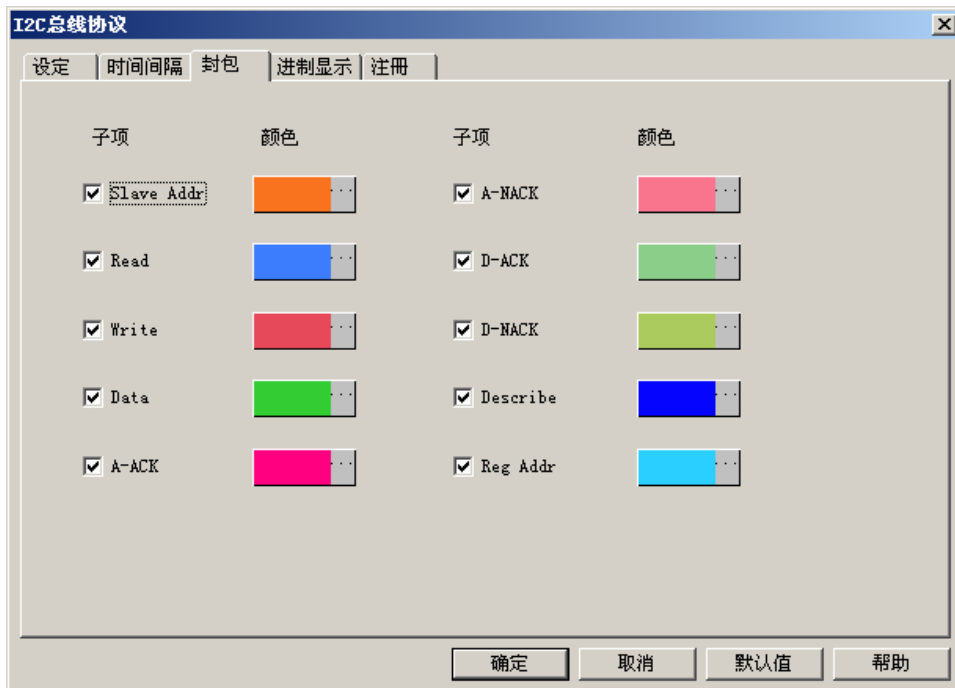 I2C总线协议
设定 时间间隔 封包 进制显示 注册
子项 颜色 子项 颜色
Slave Addr ... A-NACK ...
Read ... D-ACK ...
Write ... D-NACK ...
Data ... Describe ...
A-ACK ... Reg Addr ...
确定 取消 默认值 帮助